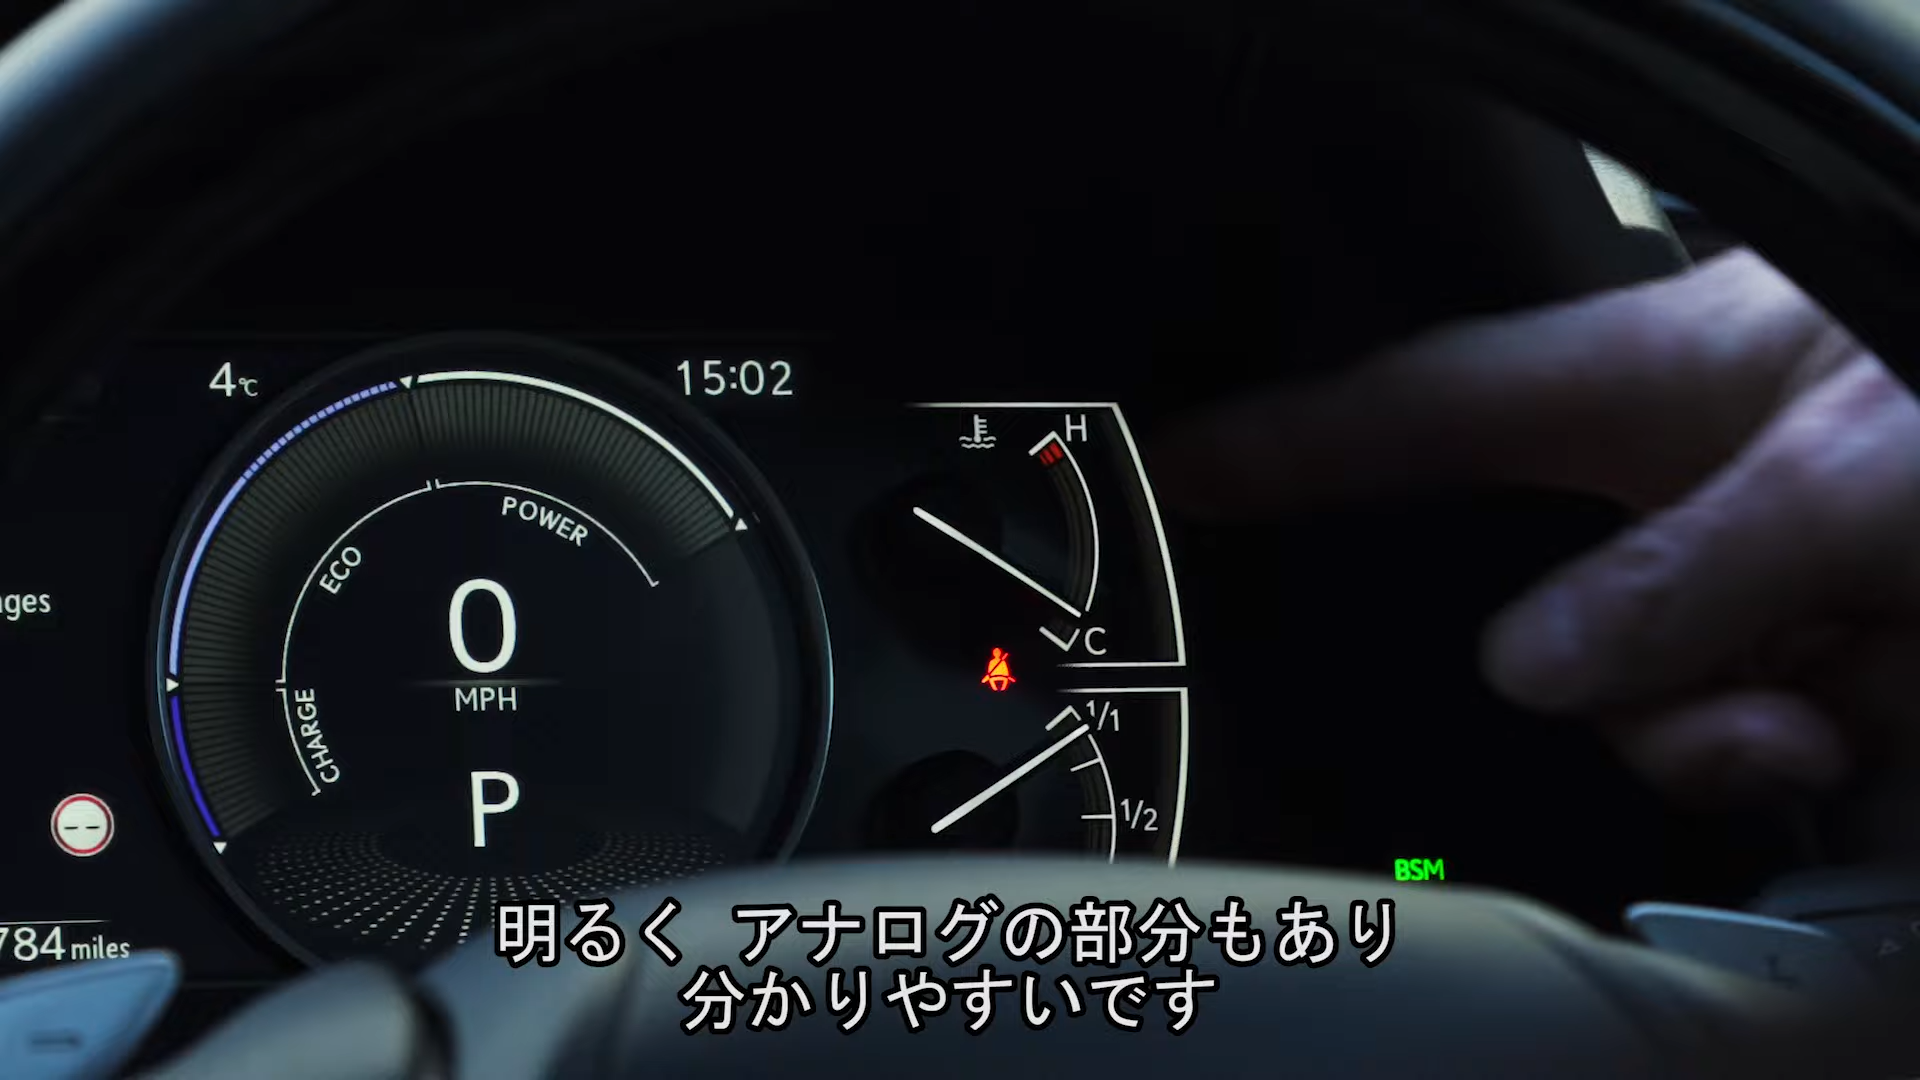 4℃
15:02
H
POWER
ECO
0
MPH
CHARGE
C
1/1
P
1/2
BSM
784 miles
明るく アナログの部分もあり
分かりやすいです